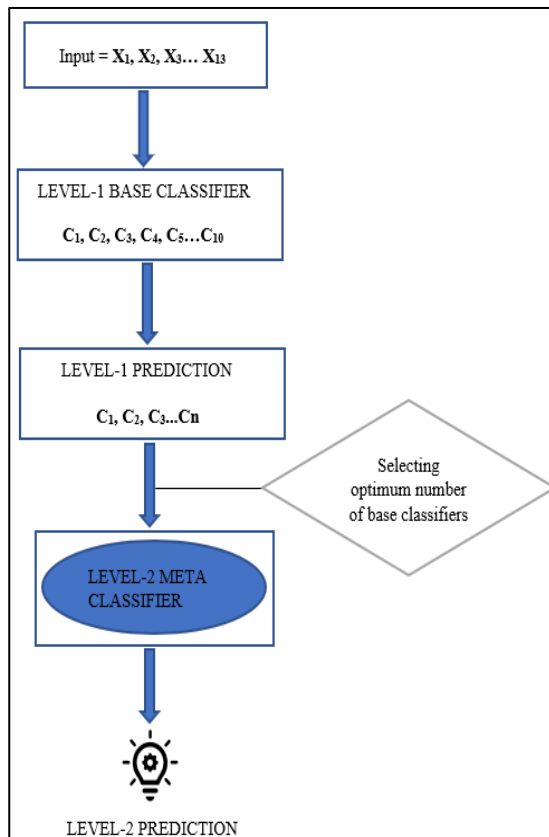 Input = X₁, X₂, X₃... X₁₃
LEVEL-1 BASE CLASSIFIER
C₁, C₂, C₃, C₄, C₅...C₁₀
LEVEL-1 PREDICTION
C₁, C₂, C₃...Cn
Selecting
optimum number
of base classifiers
LEVEL-2 META
CLASSIFIER
LEVEL-2 PREDICTION